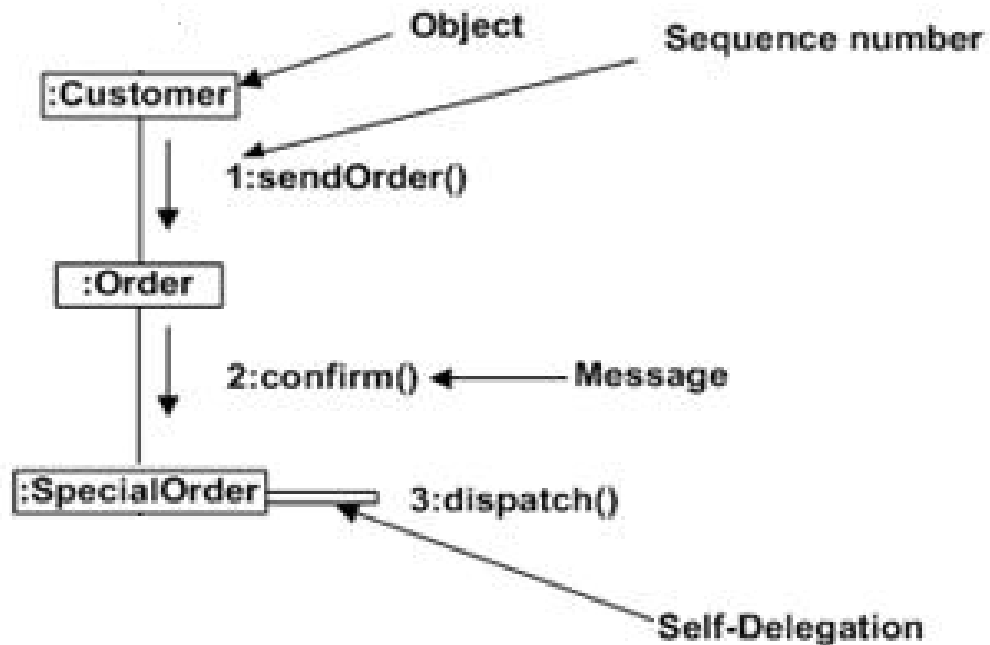 Object
Sequence number
:Customer
1:sendOrder()
:Order
2:confirm()
Message
:SpecialOrder
3:dispatch()
Self-Delegation